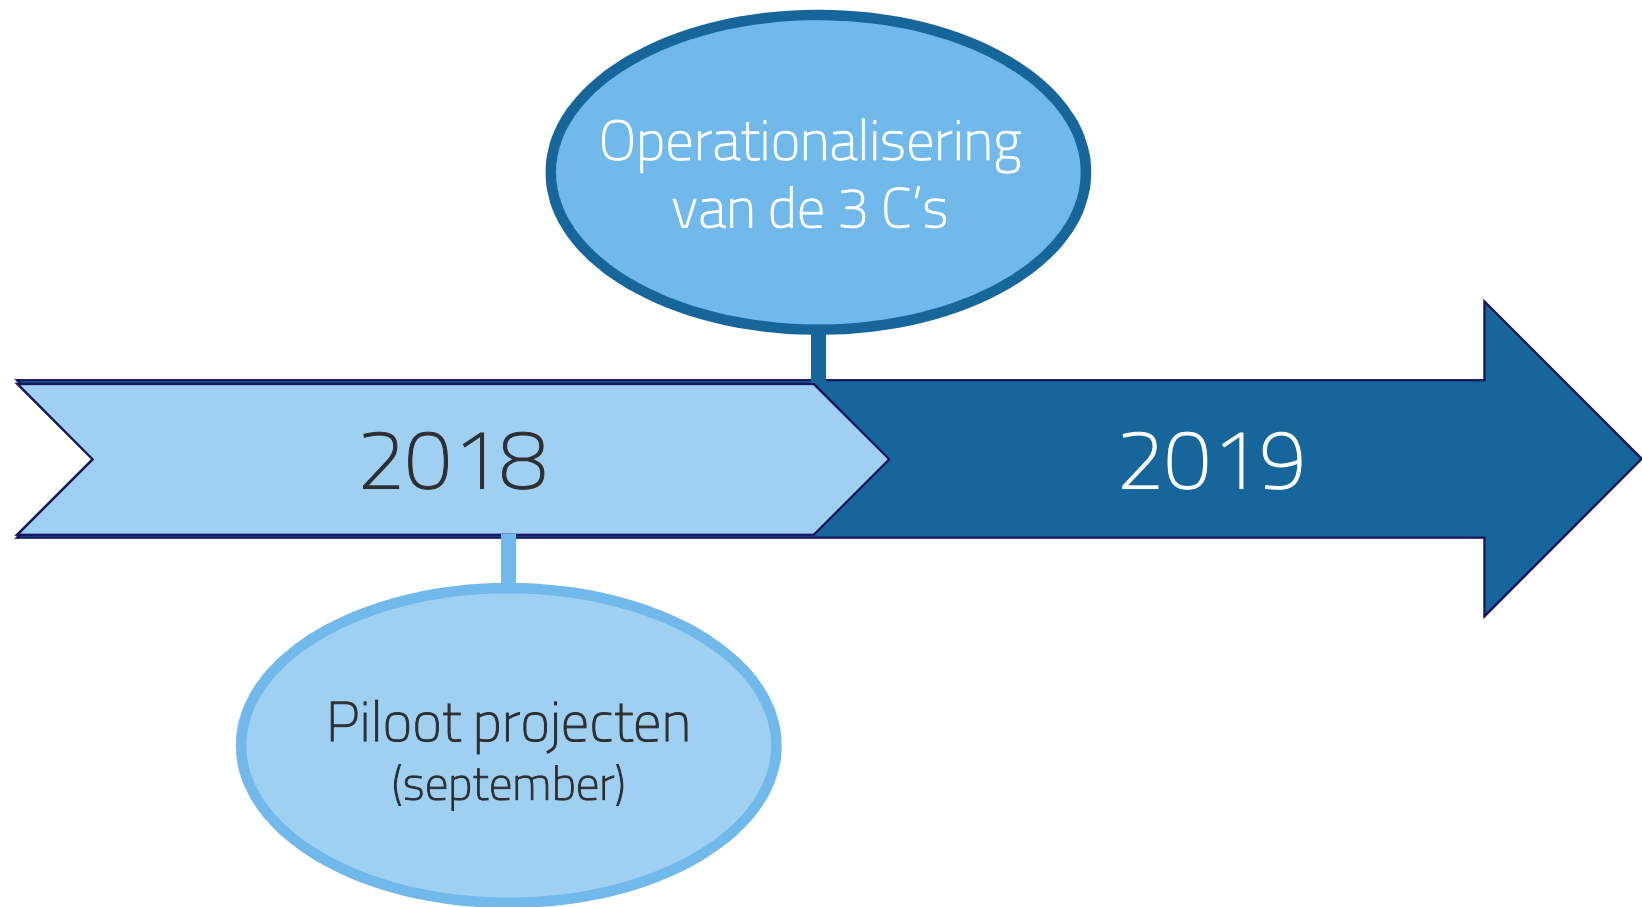 Operationalisering
van de 3 C’s
2018
2019
Piloot projecten
(september)